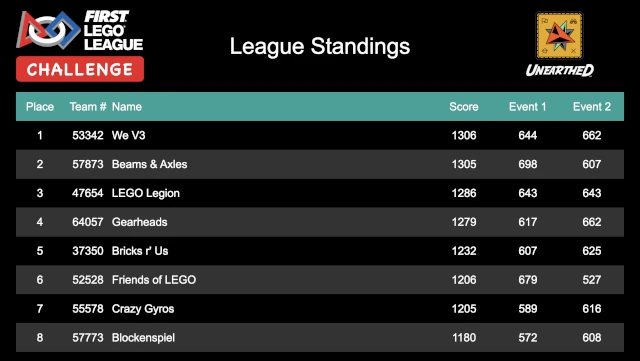 FIRST
LEGO
LEAGUE
CHALLENGE
League Standings
UNEARTHED
Place Team # Name Score Event 1 Event 2
1 53342 We V3 1306 644 662
2 57873 Beams & Axles 1305 698 607
3 47654 LEGO Legion 1286 643 643
4 64057 Gearheads 1279 617 662
5 37350 Bricks r' Us 1232 607 625
6 52528 Friends of LEGO 1206 679 527
7 55578 Crazy Gyros 1205 589 616
8 57773 Blockenspiel 1180 572 608